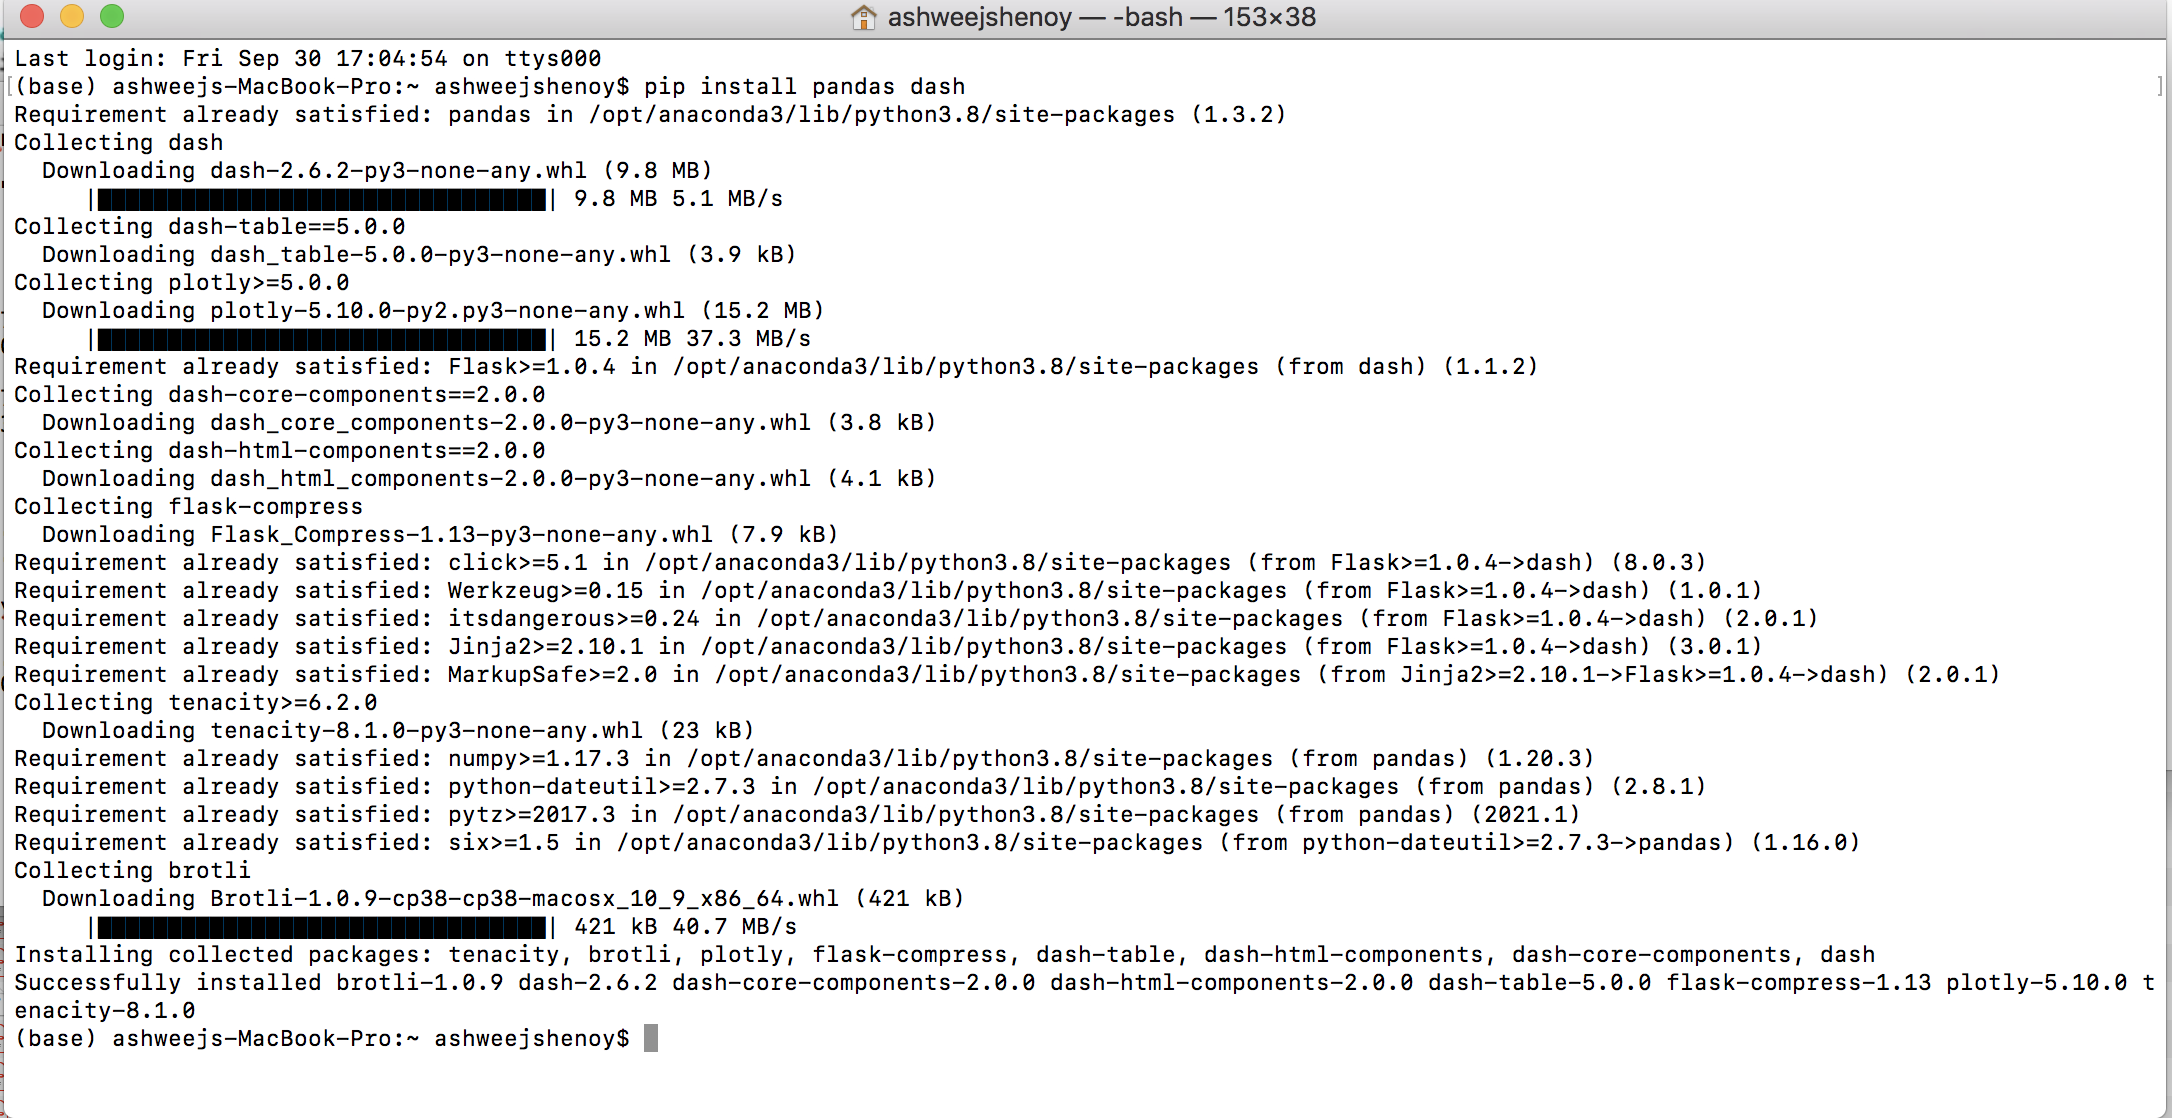 ashweejshenoy — -bash — 153×38
Last login: Fri Sep 30 17:04:54 on ttys000
[(base) ashweejs-MacBook-Pro:~ ashweejshenoy$ pip install pandas dash ]
Requirement already satisfied: pandas in /opt/anaconda3/lib/python3.8/site-packages (1.3.2)
Collecting dash
  Downloading dash-2.6.2-py3-none-any.whl (9.8 MB)
     |████████████████████████████████| 9.8 MB 5.1 MB/s
Collecting dash-table==5.0.0
  Downloading dash_table-5.0.0-py3-none-any.whl (3.9 kB)
Collecting plotly>=5.0.0
  Downloading plotly-5.10.0-py2.py3-none-any.whl (15.2 MB)
     |████████████████████████████████| 15.2 MB 37.3 MB/s
Requirement already satisfied: Flask>=1.0.4 in /opt/anaconda3/lib/python3.8/site-packages (from dash) (1.1.2)
Collecting dash-core-components==2.0.0
  Downloading dash_core_components-2.0.0-py3-none-any.whl (3.8 kB)
Collecting dash-html-components==2.0.0
  Downloading dash_html_components-2.0.0-py3-none-any.whl (4.1 kB)
Collecting flask-compress
  Downloading Flask_Compress-1.13-py3-none-any.whl (7.9 kB)
Requirement already satisfied: click>=5.1 in /opt/anaconda3/lib/python3.8/site-packages (from Flask>=1.0.4->dash) (8.0.3)
Requirement already satisfied: Werkzeug>=0.15 in /opt/anaconda3/lib/python3.8/site-packages (from Flask>=1.0.4->dash) (1.0.1)
Requirement already satisfied: itsdangerous>=0.24 in /opt/anaconda3/lib/python3.8/site-packages (from Flask>=1.0.4->dash) (2.0.1)
Requirement already satisfied: Jinja2>=2.10.1 in /opt/anaconda3/lib/python3.8/site-packages (from Flask>=1.0.4->dash) (3.0.1)
Requirement already satisfied: MarkupSafe>=2.0 in /opt/anaconda3/lib/python3.8/site-packages (from Jinja2>=2.10.1->Flask>=1.0.4->dash) (2.0.1)
Collecting tenacity>=6.2.0
  Downloading tenacity-8.1.0-py3-none-any.whl (23 kB)
Requirement already satisfied: numpy>=1.17.3 in /opt/anaconda3/lib/python3.8/site-packages (from pandas) (1.20.3)
Requirement already satisfied: python-dateutil>=2.7.3 in /opt/anaconda3/lib/python3.8/site-packages (from pandas) (2.8.1)
Requirement already satisfied: pytz>=2017.3 in /opt/anaconda3/lib/python3.8/site-packages (from pandas) (2021.1)
Requirement already satisfied: six>=1.5 in /opt/anaconda3/lib/python3.8/site-packages (from python-dateutil>=2.7.3->pandas) (1.16.0)
Collecting brotli
  Downloading Brotli-1.0.9-cp38-cp38-macosx_10_9_x86_64.whl (421 kB)
     |████████████████████████████████| 421 kB 40.7 MB/s
Installing collected packages: tenacity, brotli, plotly, flask-compress, dash-table, dash-html-components, dash-core-components, dash
Successfully installed brotli-1.0.9 dash-2.6.2 dash-core-components-2.0.0 dash-html-components-2.0.0 dash-table-5.0.0 flask-compress-1.13 plotly-5.10.0 t
enacity-8.1.0
(base) ashweejs-MacBook-Pro:~ ashweejshenoy$